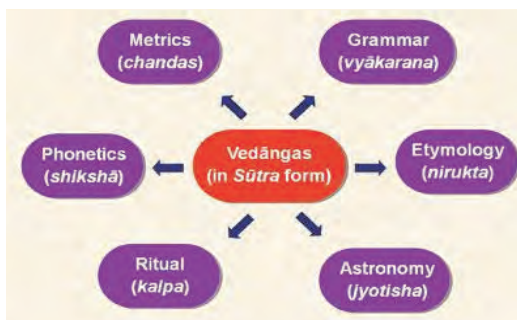 Metrics
(chandas)
Grammar
(vyākarana)
Phonetics
(shikshā)
Vedāngas
(in Sūtra form)
Etymology
(nirukta)
Ritual
(kalpa)
Astronomy
(jyotisha)